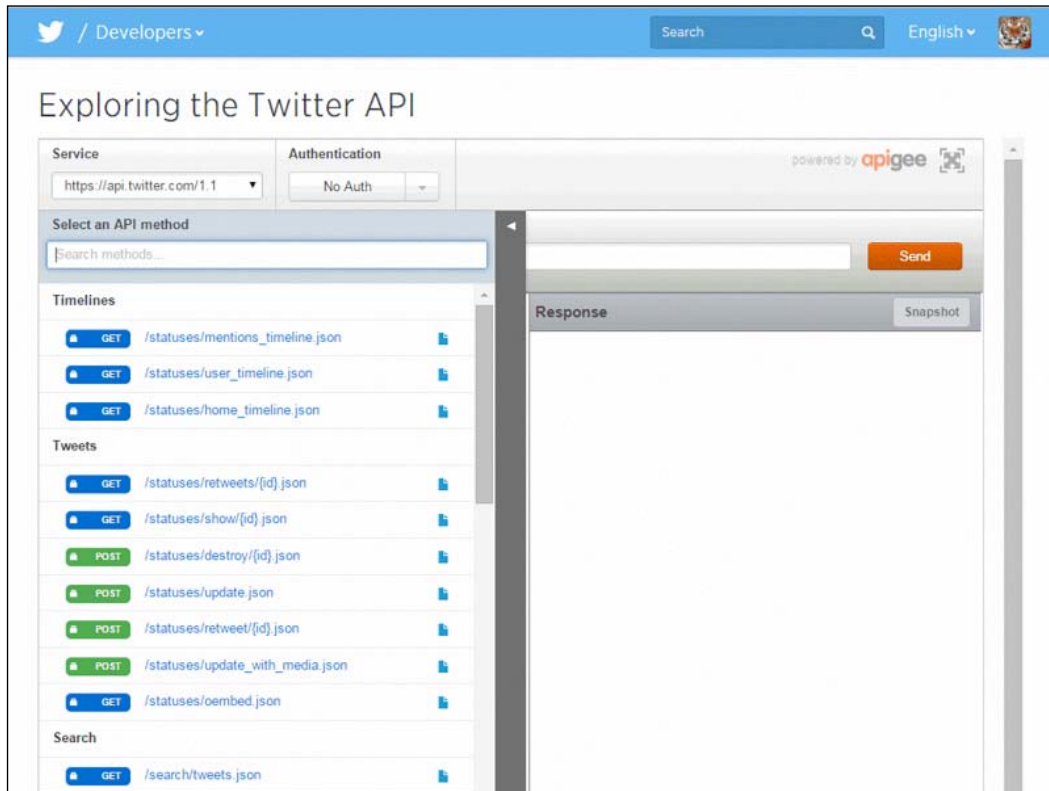 / Developers
Search
English
Exploring the Twitter API
Service
Authentication
https://api.twitter.com/1.1
No Auth
powered by apigee
Select an API method
Search methods...
Send
Timelines
Response
Snapshot
GET /statuses/mentions_timeline.json
GET /statuses/user_timeline.json
GET /statuses/home_timeline.json
Tweets
GET /statuses/retweets/{id}.json
GET /statuses/show/{id}.json
POST /statuses/destroy/{id}.json
POST /statuses/update.json
POST /statuses/retweet/{id}.json
POST /statuses/update_with_media.json
GET /statuses/oembed.json
Search
GET /search/tweets.json